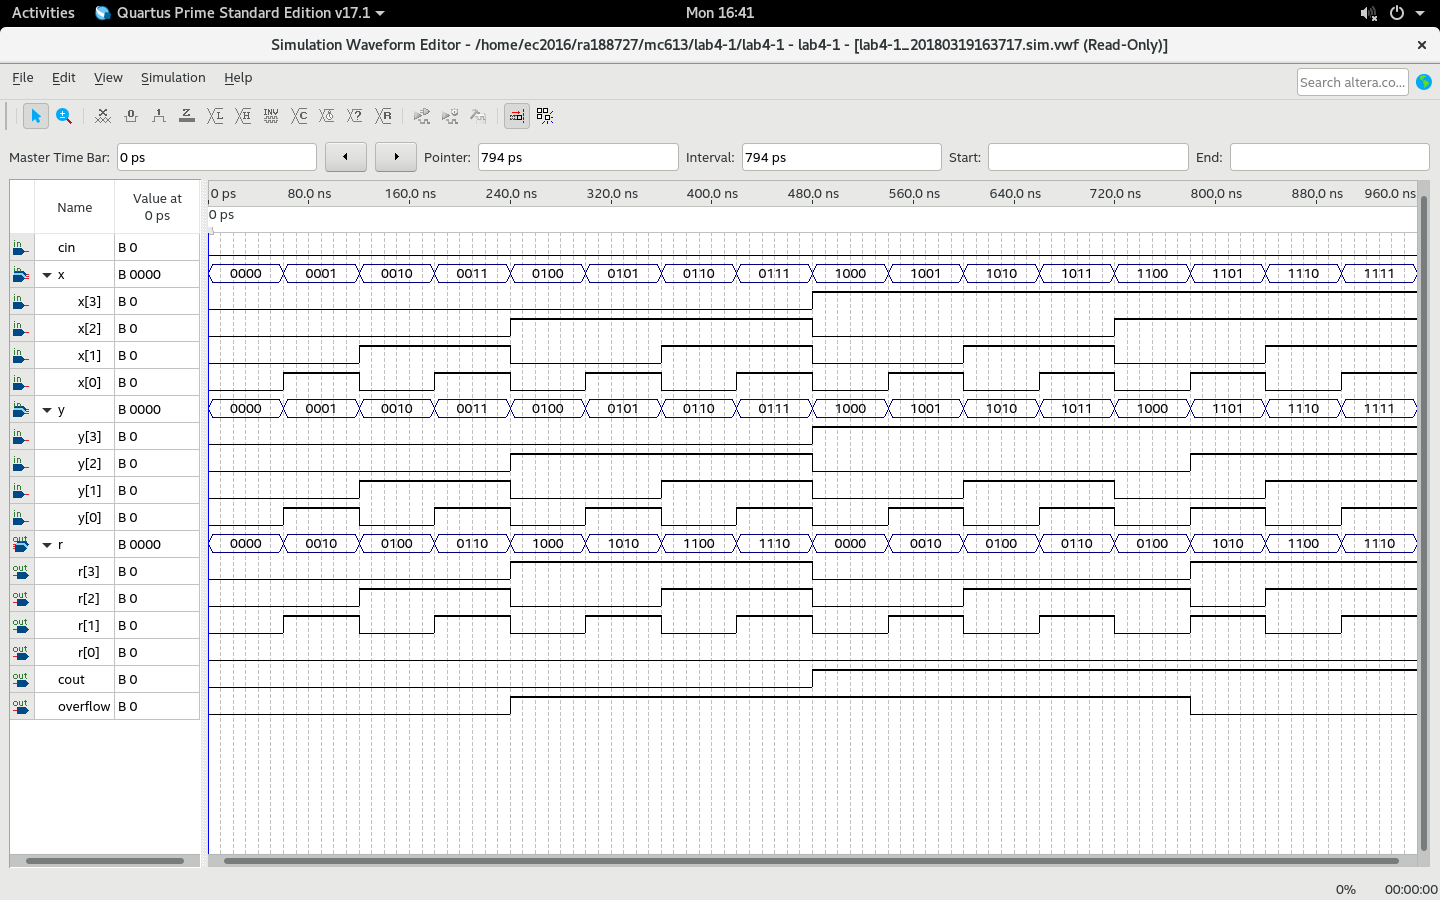 Activities Quartus Prime Standard Edition v17.1 Mon 16:41
Simulation Waveform Editor - /home/ec2016/ra188727/mc613/lab4-1/lab4-1 - lab4-1 - [lab4-1_20180319163717.sim.vwf (Read-Only)]
File Edit View Simulation Help Search altera.co...
Master Time Bar: 0 ps Pointer: 794 ps Interval: 794 ps Start: End:
Name Value at 0 ps 0 ps 80.0 ns 160.0 ns 240.0 ns 320.0 ns 400.0 ns 480.0 ns 560.0 ns 640.0 ns 720.0 ns 800.0 ns 880.0 ns 960.0 ns
0 ps
in cin B 0
in x B 0000 0000 0001 0010 0011 0100 0101 0110 0111 1000 1001 1010 1011 1100 1101 1110 1111
in x[3] B 0
in x[2] B 0
in x[1] B 0
in x[0] B 0
in y B 0000 0000 0001 0010 0011 0100 0101 0110 0111 1000 1001 1010 1011 1000 1101 1110 1111
in y[3] B 0
in y[2] B 0
in y[1] B 0
in y[0] B 0
out r B 0000 0000 0010 0100 0110 1000 1010 1100 1110 0000 0010 0100 0110 0100 1010 1100 1110
out r[3] B 0
out r[2] B 0
out r[1] B 0
out r[0] B 0
out cout B 0
out overflow B 0
0% 00:00:00